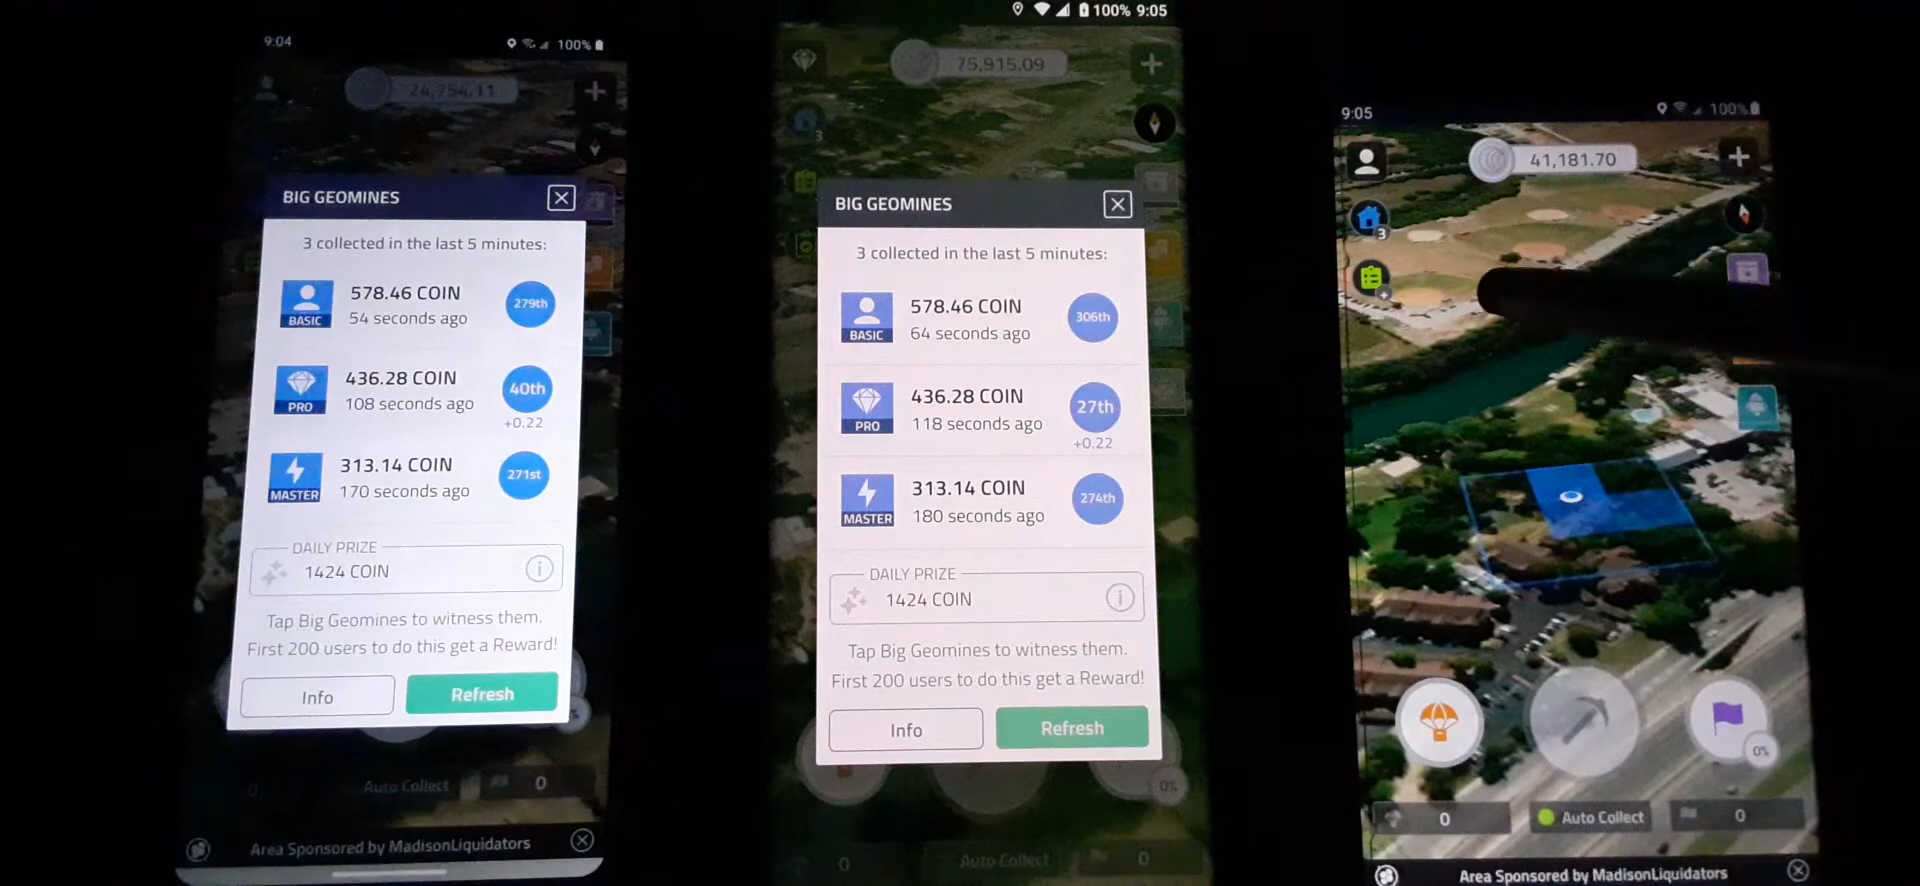 9:04
100%
24,754.11
BIG GEOMINES
3 collected in the last 5 minutes:
BASIC
578.46 COIN
54 seconds ago
279th
PRO
436.28 COIN
108 seconds ago
40th
+0.22
MASTER
313.14 COIN
170 seconds ago
271st
DAILY PRIZE
1424 COIN
Tap Big Geomines to witness them.
First 200 users to do this get a Reward!
Info
Refresh
0
Auto Collect
0
Area Sponsored by MadisonLiquidators
100% 9:05
75,915.09
3
BIG GEOMINES
3 collected in the last 5 minutes:
BASIC
578.46 COIN
64 seconds ago
306th
PRO
436.28 COIN
118 seconds ago
27th
+0.22
MASTER
313.14 COIN
180 seconds ago
274th
DAILY PRIZE
1424 COIN
Tap Big Geomines to witness them.
First 200 users to do this get a Reward!
Info
Refresh
0%
0
Auto Collect
0
9:05
100%
41,181.70
3
0%
0
Auto Collect
0
Area Sponsored by MadisonLiquidators